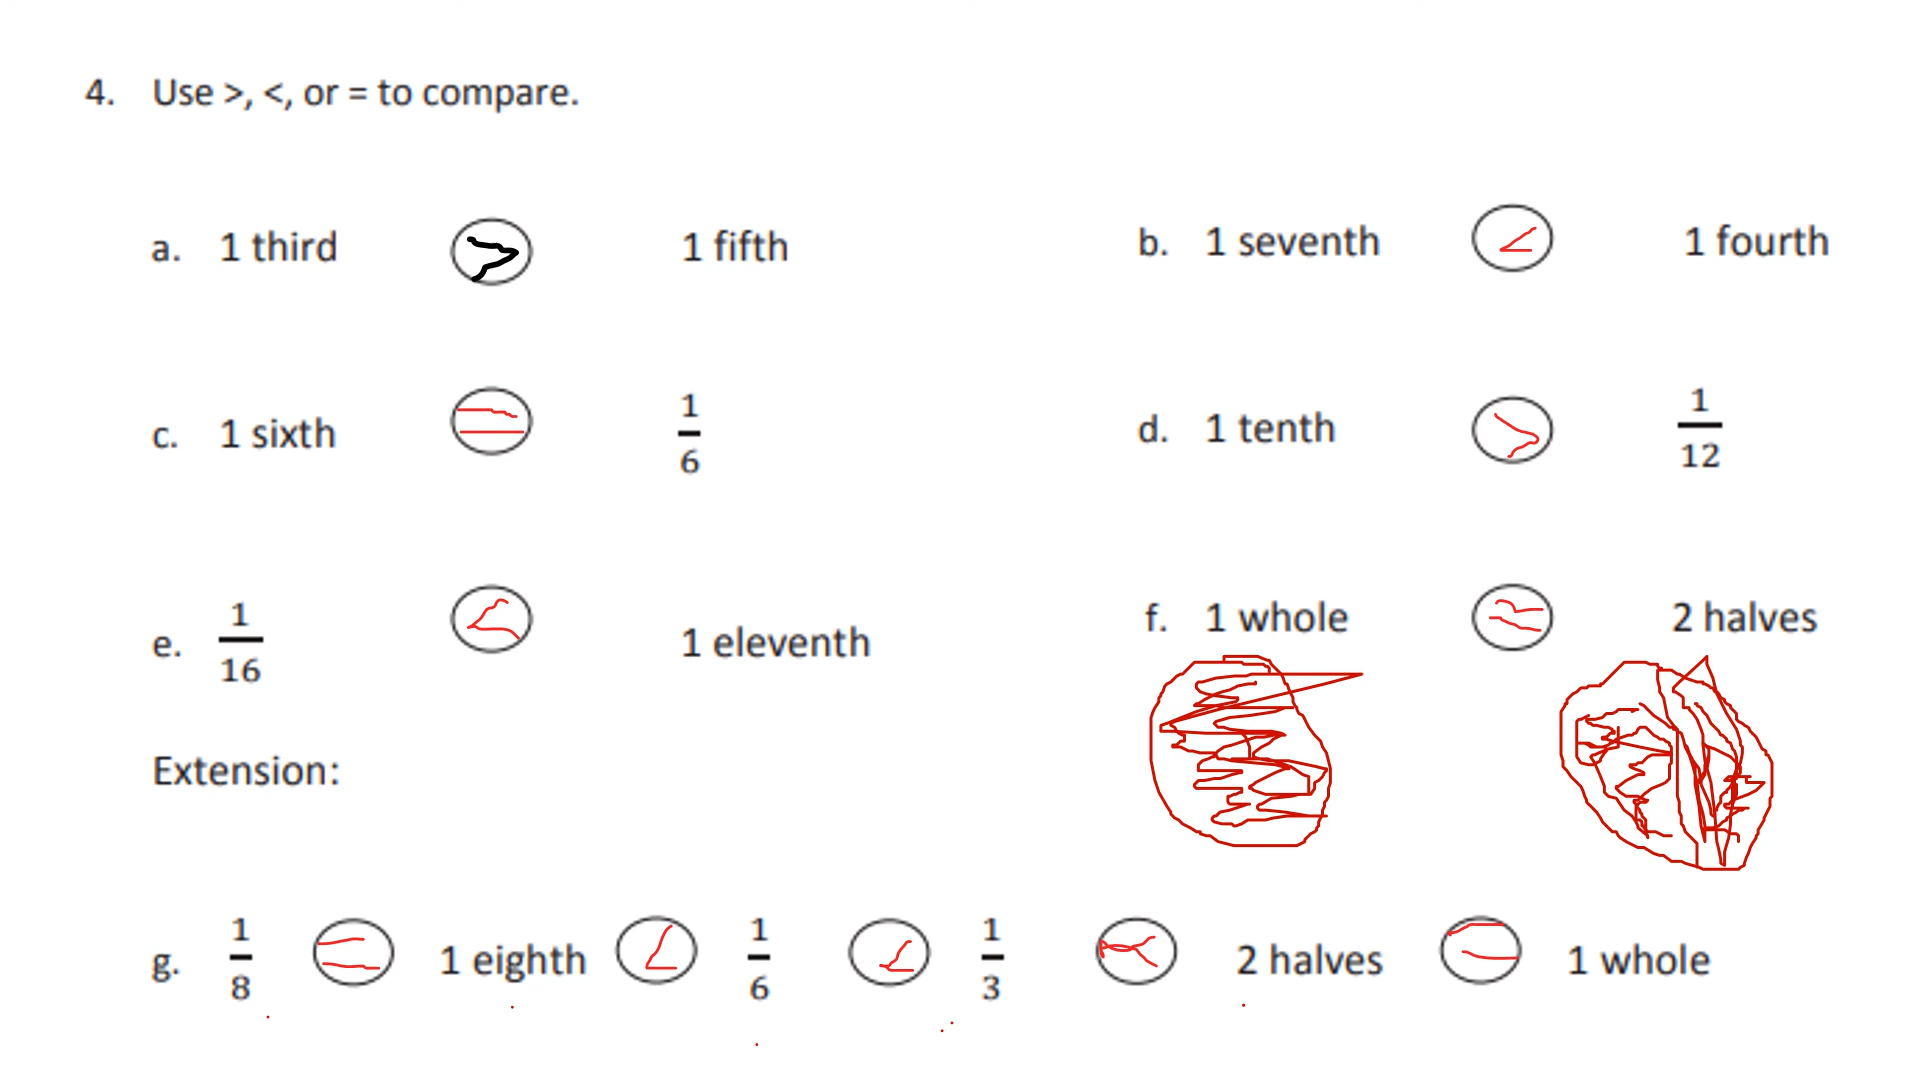 4. Use >, <, or = to compare.
a. 1 third > 1 fifth
b. 1 seventh < 1 fourth
c. 1 sixth = 1/6
d. 1 tenth > 1/12
e. 1/16 < 1 eleventh
f. 1 whole = 2 halves
Extension:
g. 1/8 = 1 eighth < 1/6 < 1/3 < 2 halves = 1 whole